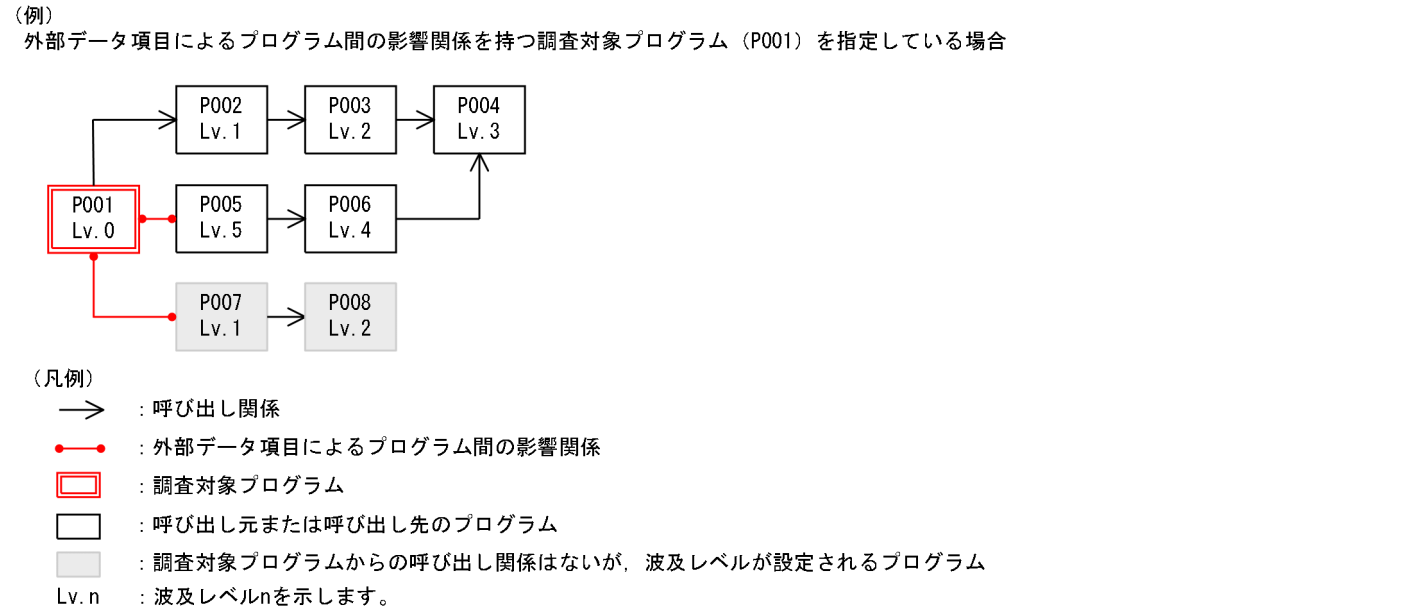 （例）
外部データ項目によるプログラム間の影響関係を持つ調査対象プログラム（P001）を指定している場合
P002
Lv.1
P003
Lv.2
P004
Lv.3
P001
Lv.0
P005
Lv.5
P006
Lv.4
P007
Lv.1
P008
Lv.2
（凡例）
：呼び出し関係
：外部データ項目によるプログラム間の影響関係
：調査対象プログラム
：呼び出し元または呼び出し先のプログラム
：調査対象プログラムからの呼び出し関係はないが，波及レベルが設定されるプログラム
Lv.n ：波及レベルnを示します。